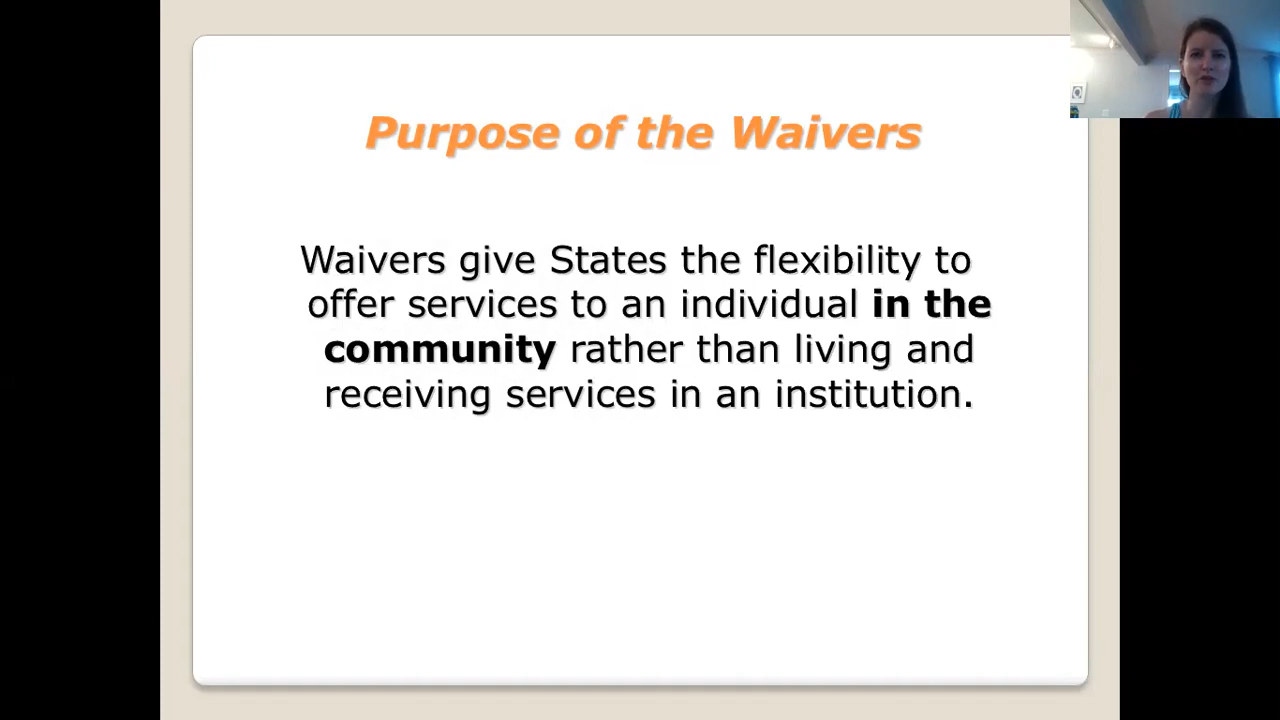 Purpose of the Waivers
Waivers give States the flexibility to
offer services to an individual in the
community rather than living and
receiving services in an institution.